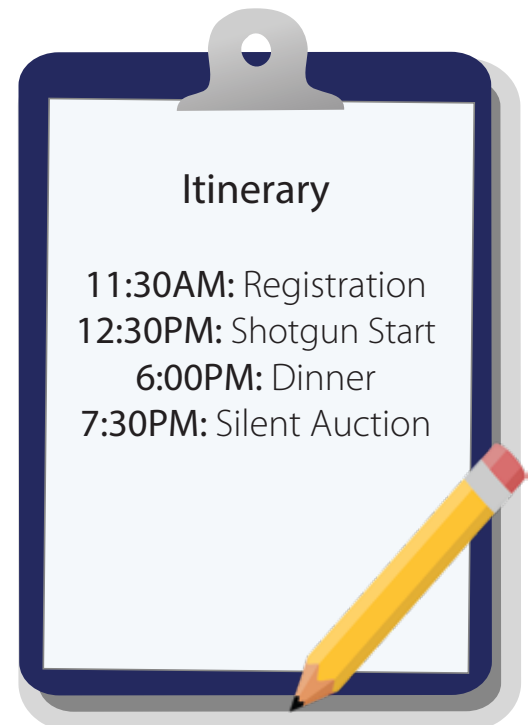 Itinerary
11:30AM: Registration
12:30PM: Shotgun Start
6:00PM: Dinner
7:30PM: Silent Auction